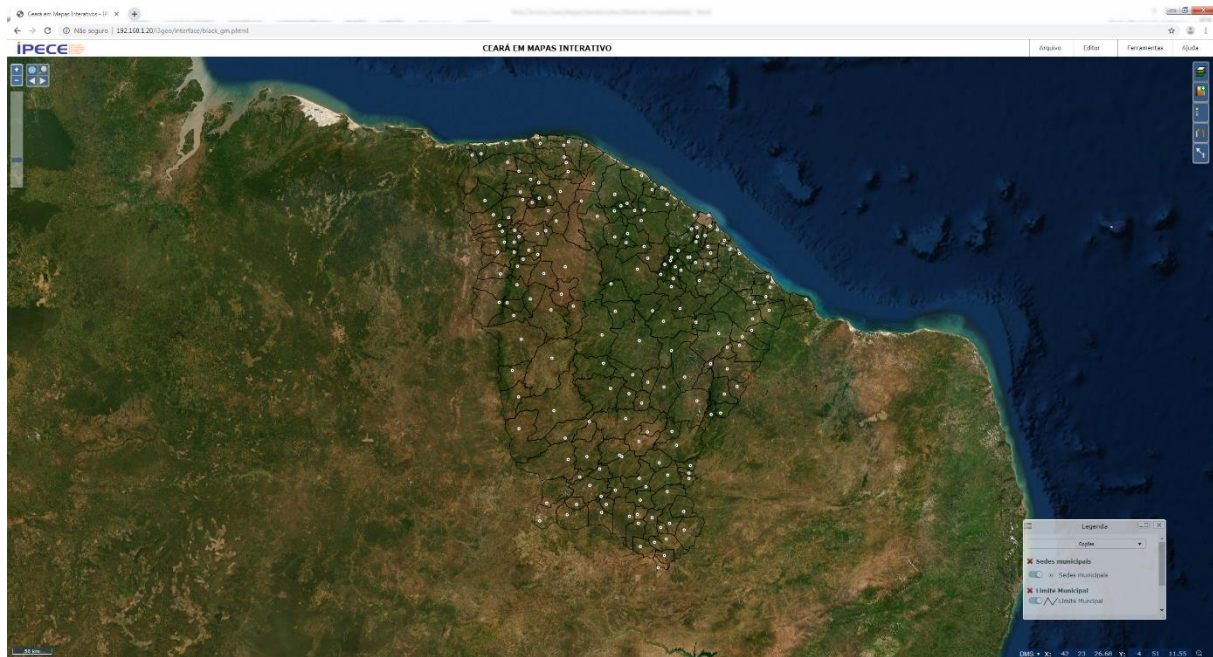 Ceará em Mapas Interativos - IP
Não seguro | 192.168.1.20/i3geo/interface/black_gm.phtml
IPECE
CEARÁ EM MAPAS INTERATIVO
Arquivo Editar Ferramentas Ajuda
Legenda
Opções
Sedes municipais
Sedes municipais
Limite Municipal
Limite Municipal
50 km
DMS X: -42 23 26.68 Y: -4 51 11.55